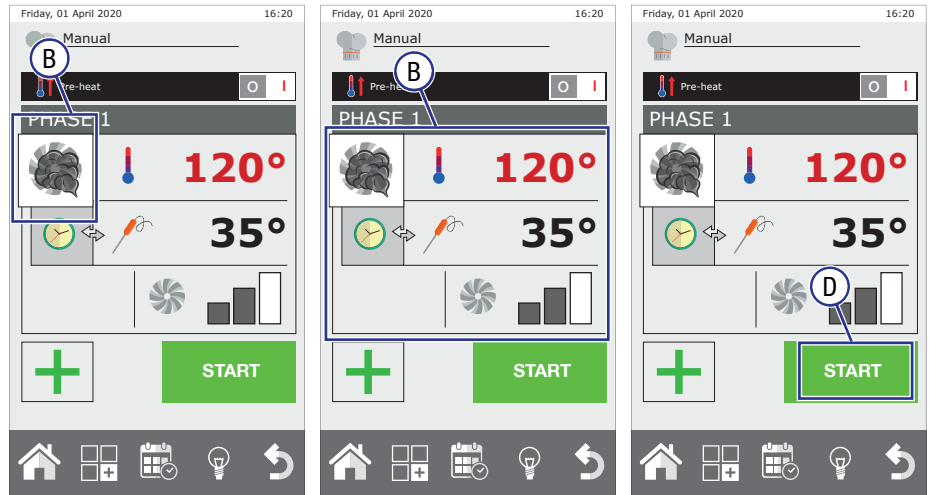 Friday, 01 April 2020 16:20
Manual
B
Pre-heat O I
PHASE 1
120°
35°
START
Friday, 01 April 2020 16:20
Manual
B
Pre-he O I
PHASE 1
120°
35°
START
Friday, 01 April 2020 16:20
Manual
Pre-heat O I
PHASE 1
120°
35°
D
START